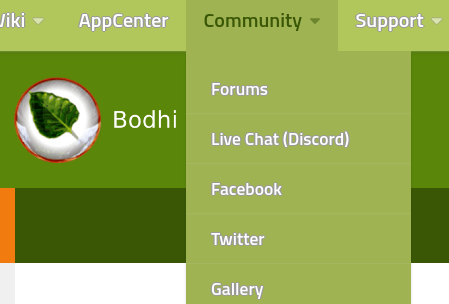 Wiki AppCenter Community Support
Forums
Bodhi
Live Chat (Discord)
Facebook
Twitter
Gallery